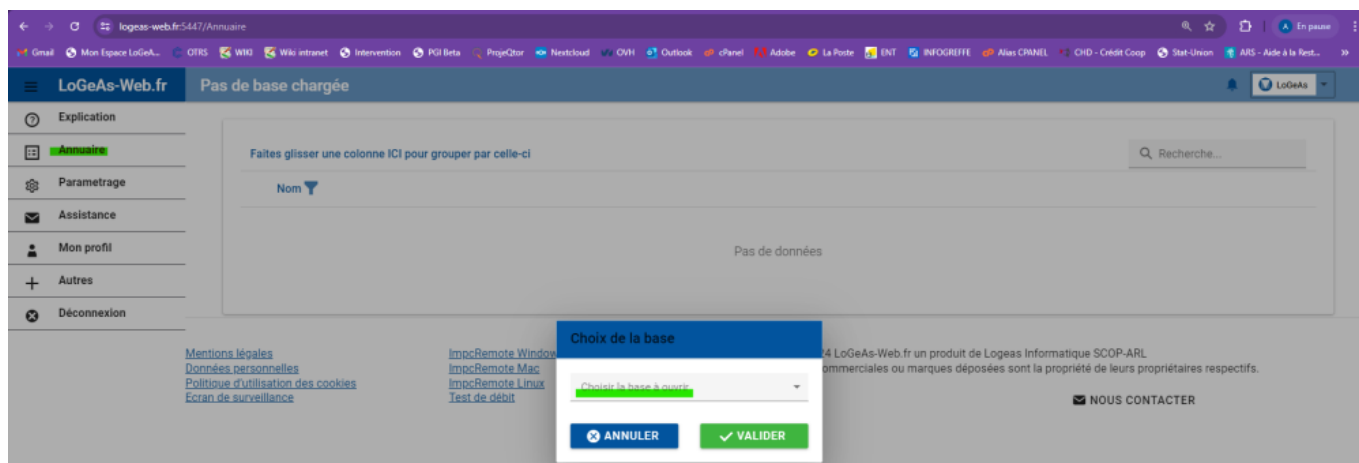 logeas-web.fr:5447/Annuaire
En pause
Gmail Mon Espace LoGeA... OTRS WIKI Wiki intranet Intervention PGI Beta ProjeQtor Nextcloud OVH Outlook cPanel Adobe La Poste ENT INFOGREFFE Alias CPANEL CHD - Crédit Coop Stat-Union ARS - Aide à la Rest... »
LoGeAs-Web.fr Pas de base chargée LoGeAs
Explication
Annuaire
Faites glisser une colonne ICI pour grouper par celle-ci
Recherche...
Parametrage
Nom
Assistance
Mon profil
Pas de données
Autres
Déconnexion
Choix de la base
Mentions légales ImpcRemote Window 24 LoGeAs-Web.fr un produit de Logeas Informatique SCOP-ARL
Données personnelles ImpcRemote Mac ommerciales ou marques déposées sont la propriété de leurs propriétaires respectifs.
Politique d'utilisation des cookies ImpcRemote Linux
Choisir la base à ouvrir
Ecran de surveillance Test de débit
NOUS CONTACTER
ANNULER VALIDER